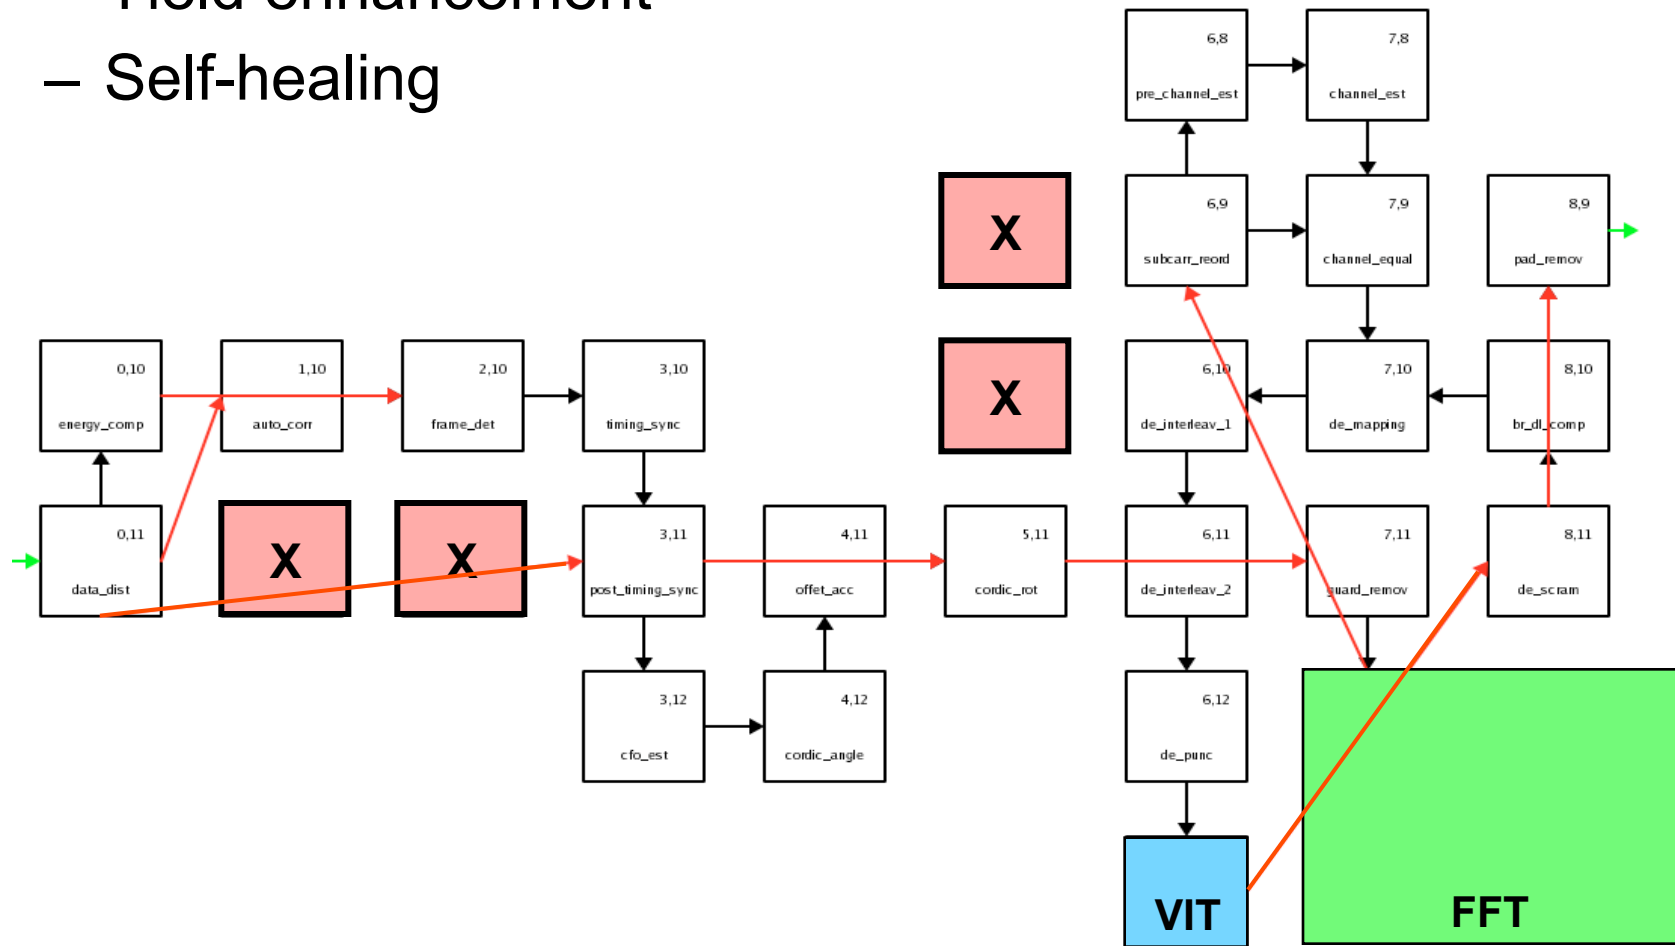 Yield enhancement
– Self-healing
6,8
pre_channel_est
7,8
channel_est
X
6,9
subcarr_reord
7,9
channel_equal
8,9
pad_remov
0,10
energy_comp
1,10
auto_corr
2,10
frame_det
3,10
timing_sync
X
6,10
de_interleav_1
7,10
de_mapping
8,10
br_dl_comp
0,11
data_dist
X
X
3,11
post_timing_sync
4,11
offet_acc
5,11
cordic_rot
6,11
de_interleav_2
7,11
guard_remov
8,11
de_scram
3,12
cfo_est
4,12
cordic_angle
6,12
de_punc
VIT
FFT